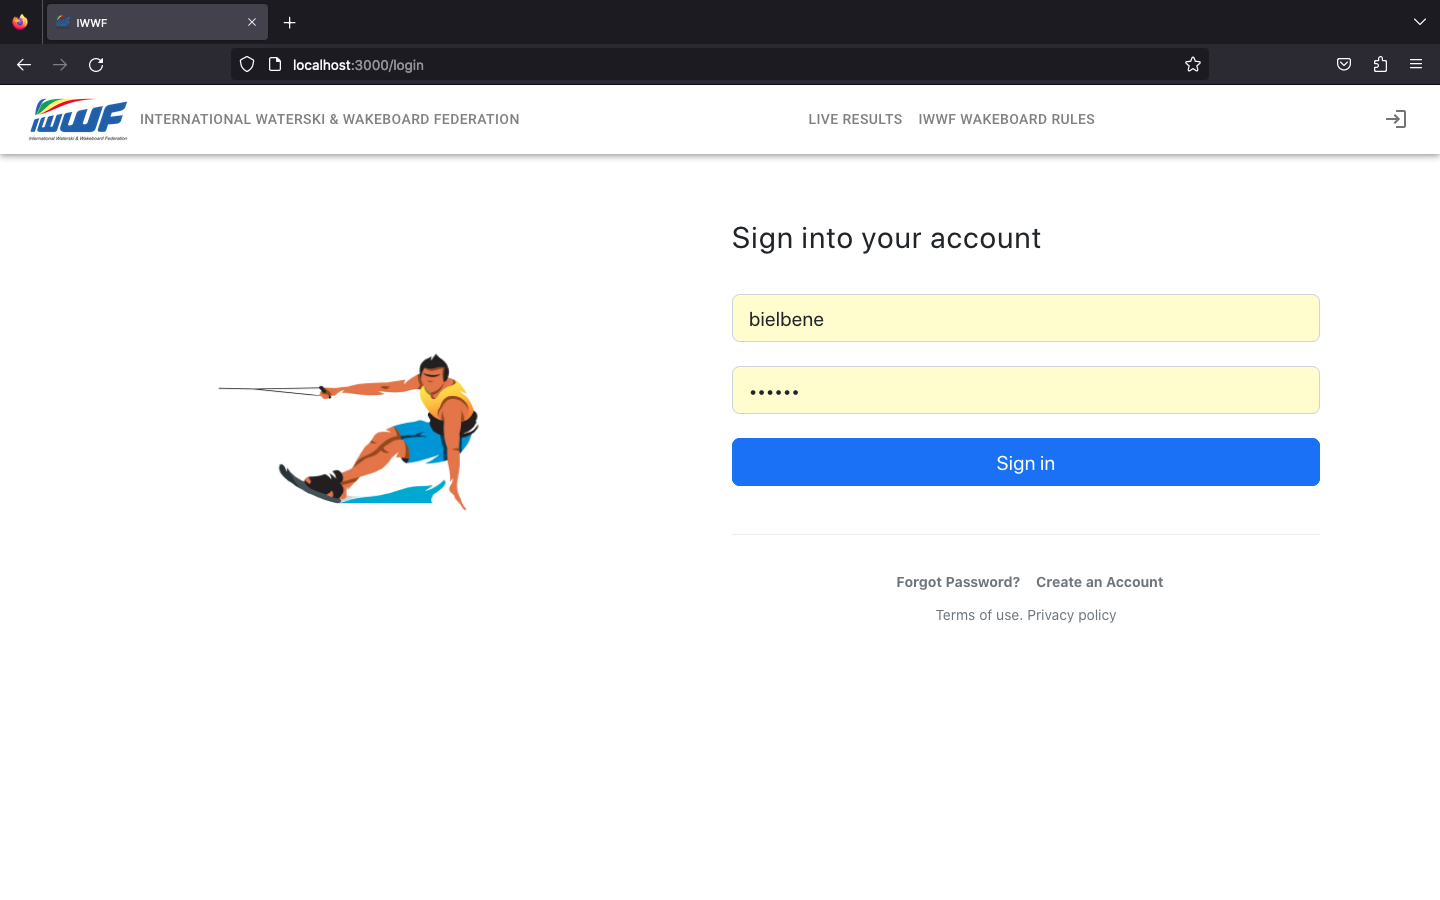 IWWF
localhost:3000/login
IWWF
International Waterski & Wakeboard Federation
INTERNATIONAL WATERSKI & WAKEBOARD FEDERATION
LIVE RESULTS
IWWF WAKEBOARD RULES
Sign into your account
bielbene
••••••
Sign in
Forgot Password?
Create an Account
Terms of use. Privacy policy